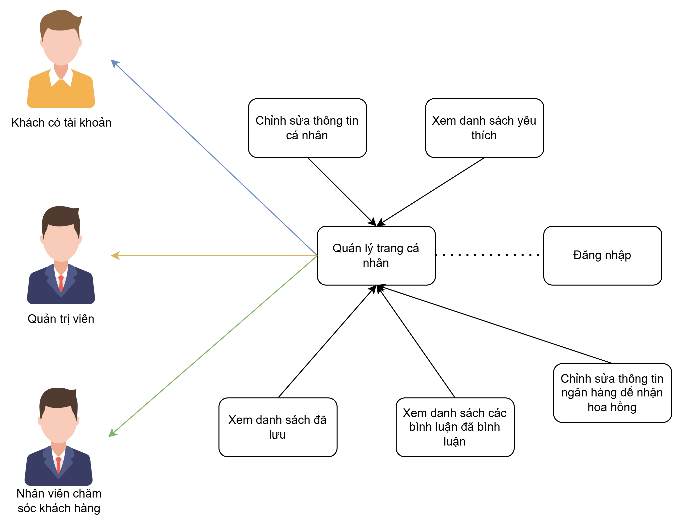 Khách có tài khoản
Chỉnh sửa thông tin
cá nhân
Xem danh sách yêu
thích
Quản lý trang cá
nhân
Đăng nhập
Quản trị viên
Chỉnh sửa thông tin
ngân hàng dể nhận
hoa hồng
Xem danh sách đã
lưu
Xem danh sách các
bình luận đã bình
luận
Nhân viên chăm
sóc khách hàng